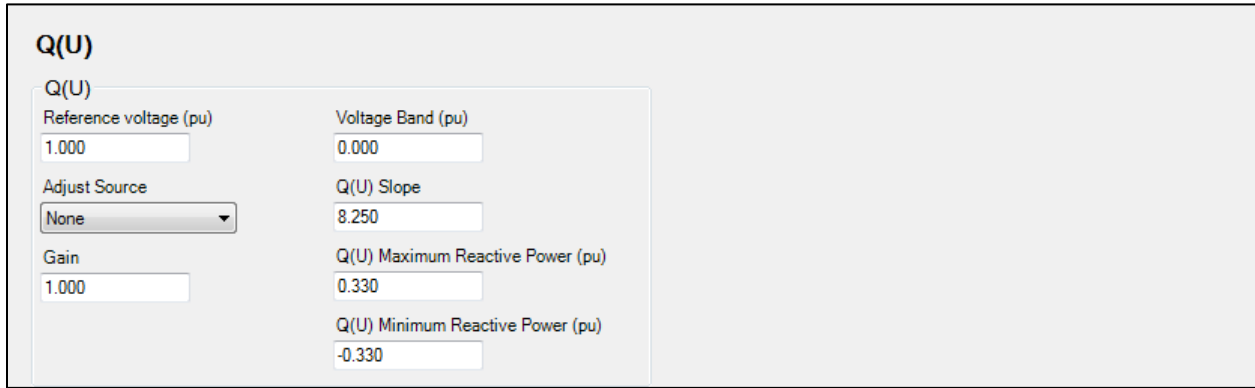 Q(U)
Q(U)
Reference voltage (pu)
1.000
Adjust Source
None
Gain
1.000
Voltage Band (pu)
0.000
Q(U) Slope
8.250
Q(U) Maximum Reactive Power (pu)
0.330
Q(U) Minimum Reactive Power (pu)
-0.330